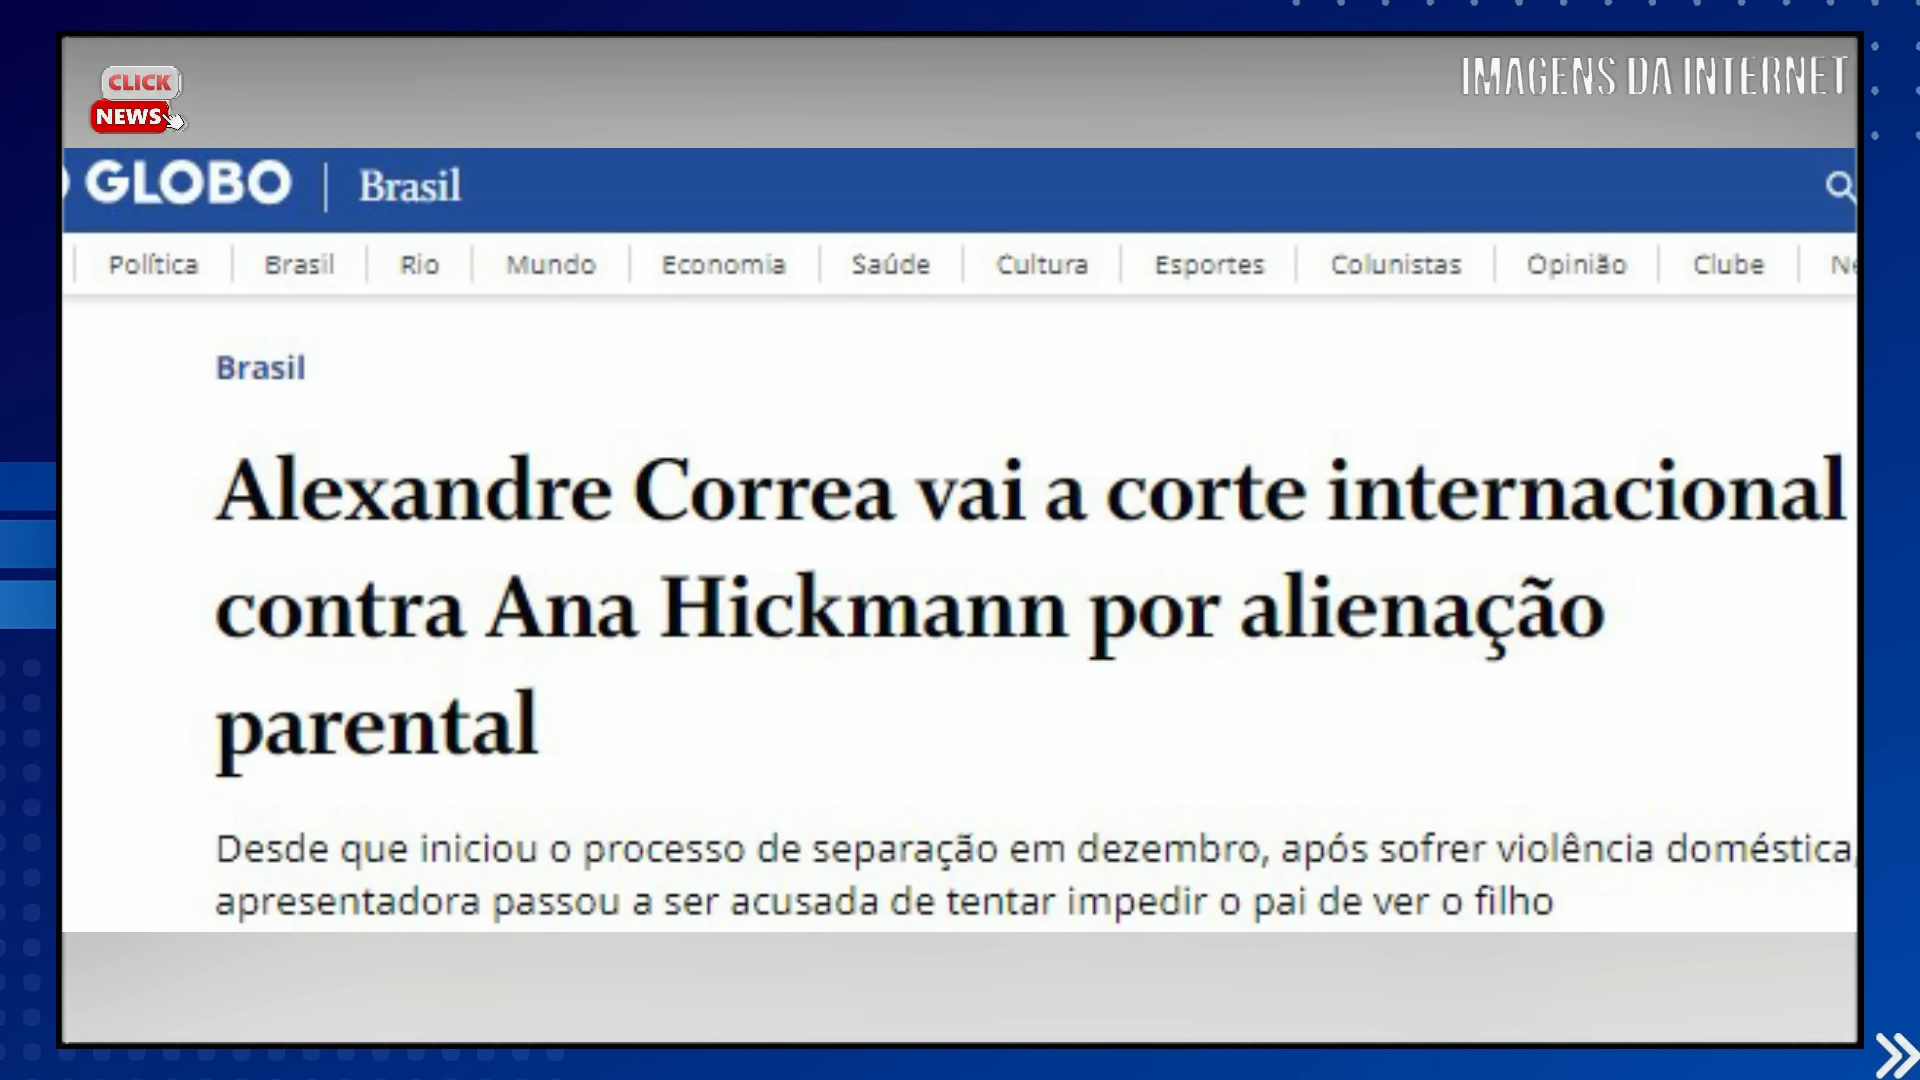 CLICK
NEWS
IMAGENS DA INTERNET
GLOBO | Brasil
Política | Brasil | Rio | Mundo | Economia | Saúde | Cultura | Esportes | Colunistas | Opinião | Clube
Brasil
Alexandre Correa vai a corte internacional
contra Ana Hickmann por alienação
parental
Desde que iniciou o processo de separação em dezembro, após sofrer violência doméstica,
apresentadora passou a ser acusada de tentar impedir o pai de ver o filho